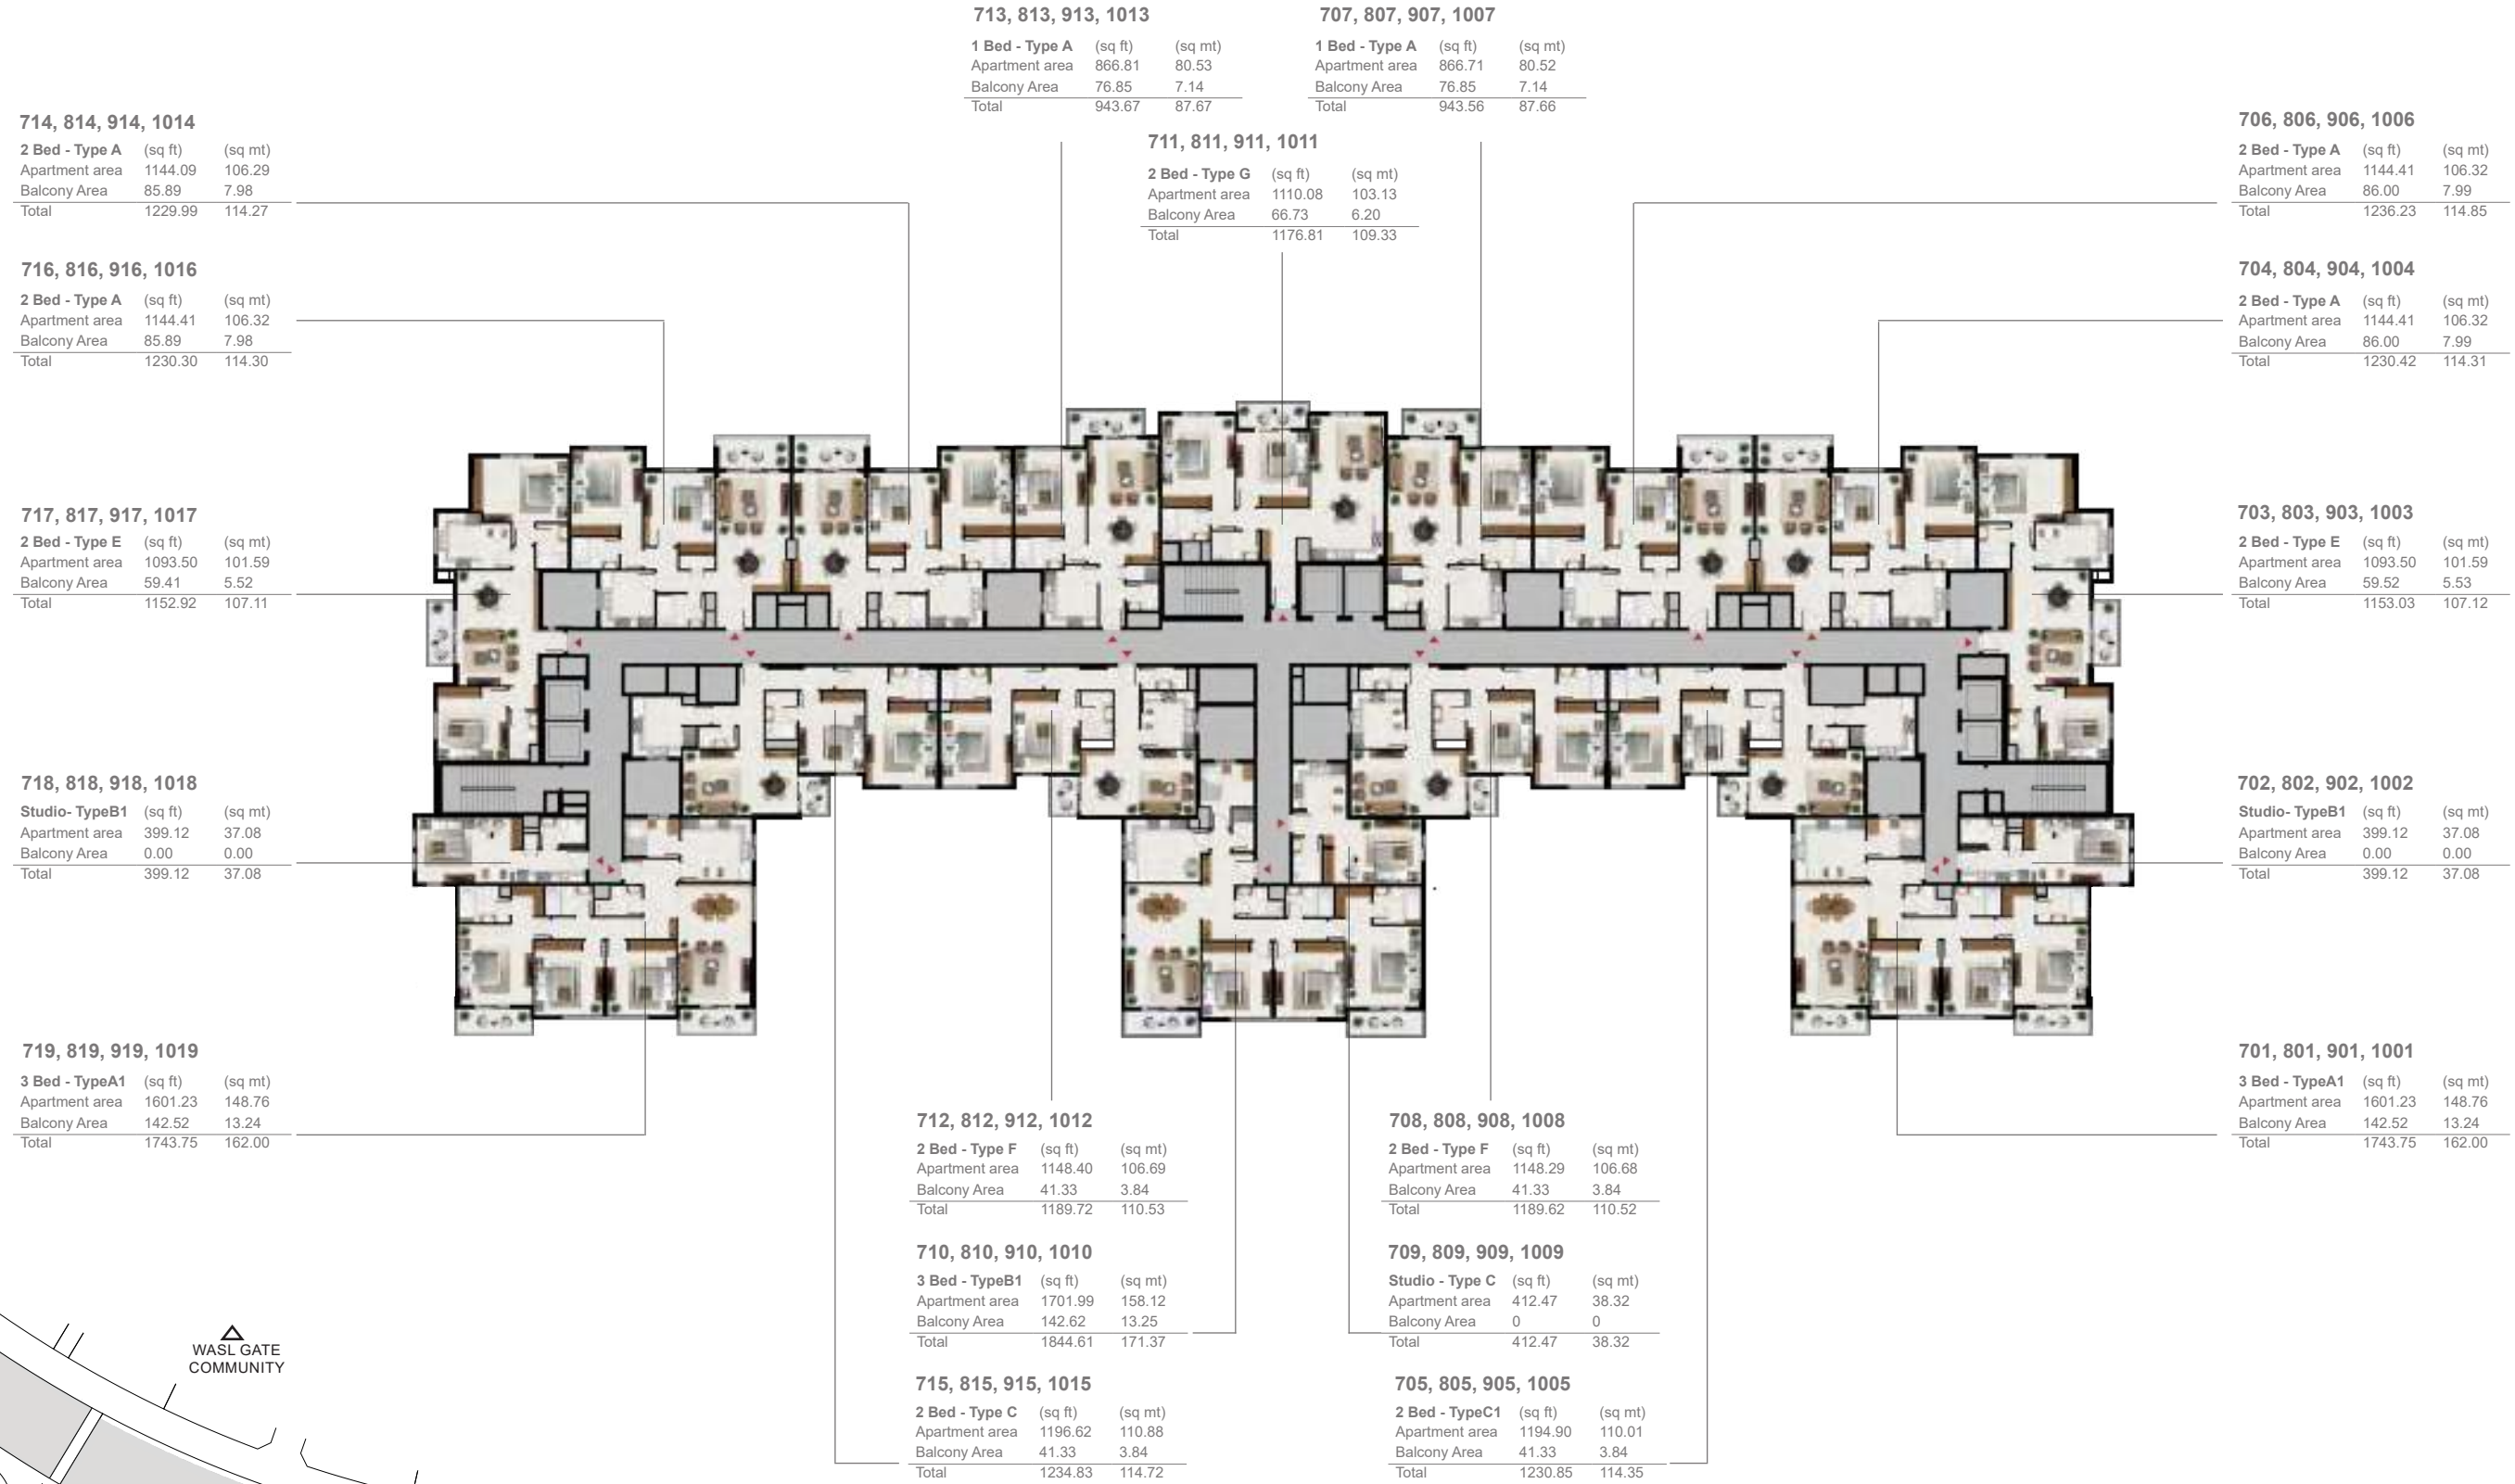 713, 813, 913, 1013
1 Bed - Type A (sq ft) (sq mt)
Apartment area 866.81 80.53
Balcony Area 76.85 7.14
Total 943.67 87.67
707, 807, 907, 1007
1 Bed - Type A (sq ft) (sq mt)
Apartment area 866.71 80.52
Balcony Area 76.85 7.14
Total 943.56 87.66
714, 814, 914, 1014
2 Bed - Type A (sq ft) (sq mt)
Apartment area 1144.09 106.29
Balcony Area 85.89 7.98
Total 1229.99 114.27
711, 811, 911, 1011
2 Bed - Type G (sq ft) (sq mt)
Apartment area 1110.08 103.13
Balcony Area 66.73 6.20
Total 1176.81 109.33
706, 806, 906, 1006
2 Bed - Type A (sq ft) (sq mt)
Apartment area 1144.41 106.32
Balcony Area 86.00 7.99
Total 1236.23 114.85
716, 816, 916, 1016
2 Bed - Type A (sq ft) (sq mt)
Apartment area 1144.41 106.32
Balcony Area 85.89 7.98
Total 1230.30 114.30
704, 804, 904, 1004
2 Bed - Type A (sq ft) (sq mt)
Apartment area 1144.41 106.32
Balcony Area 86.00 7.99
Total 1230.42 114.31
717, 817, 917, 1017
2 Bed - Type E (sq ft) (sq mt)
Apartment area 1093.50 101.59
Balcony Area 59.41 5.52
Total 1152.92 107.11
703, 803, 903, 1003
2 Bed - Type E (sq ft) (sq mt)
Apartment area 1093.50 101.59
Balcony Area 59.52 5.53
Total 1153.03 107.12
718, 818, 918, 1018
Studio- TypeB1 (sq ft) (sq mt)
Apartment area 399.12 37.08
Balcony Area 0.00 0.00
Total 399.12 37.08
702, 802, 902, 1002
Studio- TypeB1 (sq ft) (sq mt)
Apartment area 399.12 37.08
Balcony Area 0.00 0.00
Total 399.12 37.08
719, 819, 919, 1019
3 Bed - TypeA1 (sq ft) (sq mt)
Apartment area 1601.23 148.76
Balcony Area 142.52 13.24
Total 1743.75 162.00
701, 801, 901, 1001
3 Bed - TypeA1 (sq ft) (sq mt)
Apartment area 1601.23 148.76
Balcony Area 142.52 13.24
Total 1743.75 162.00
712, 812, 912, 1012
2 Bed - Type F (sq ft) (sq mt)
Apartment area 1148.40 106.69
Balcony Area 41.33 3.84
Total 1189.72 110.53
708, 808, 908, 1008
2 Bed - Type F (sq ft) (sq mt)
Apartment area 1148.29 106.68
Balcony Area 41.33 3.84
Total 1189.62 110.52
710, 810, 910, 1010
3 Bed - TypeB1 (sq ft) (sq mt)
Apartment area 1701.99 158.12
Balcony Area 142.62 13.25
Total 1844.61 171.37
709, 809, 909, 1009
Studio - Type C (sq ft) (sq mt)
Apartment area 412.47 38.32
Balcony Area 0 0
Total 412.47 38.32
715, 815, 915, 1015
2 Bed - Type C (sq ft) (sq mt)
Apartment area 1196.62 110.88
Balcony Area 41.33 3.84
Total 1234.83 114.72
705, 805, 905, 1005
2 Bed - TypeC1 (sq ft) (sq mt)
Apartment area 1194.90 110.01
Balcony Area 41.33 3.84
Total 1230.85 114.35
WASL GATE
COMMUNITY